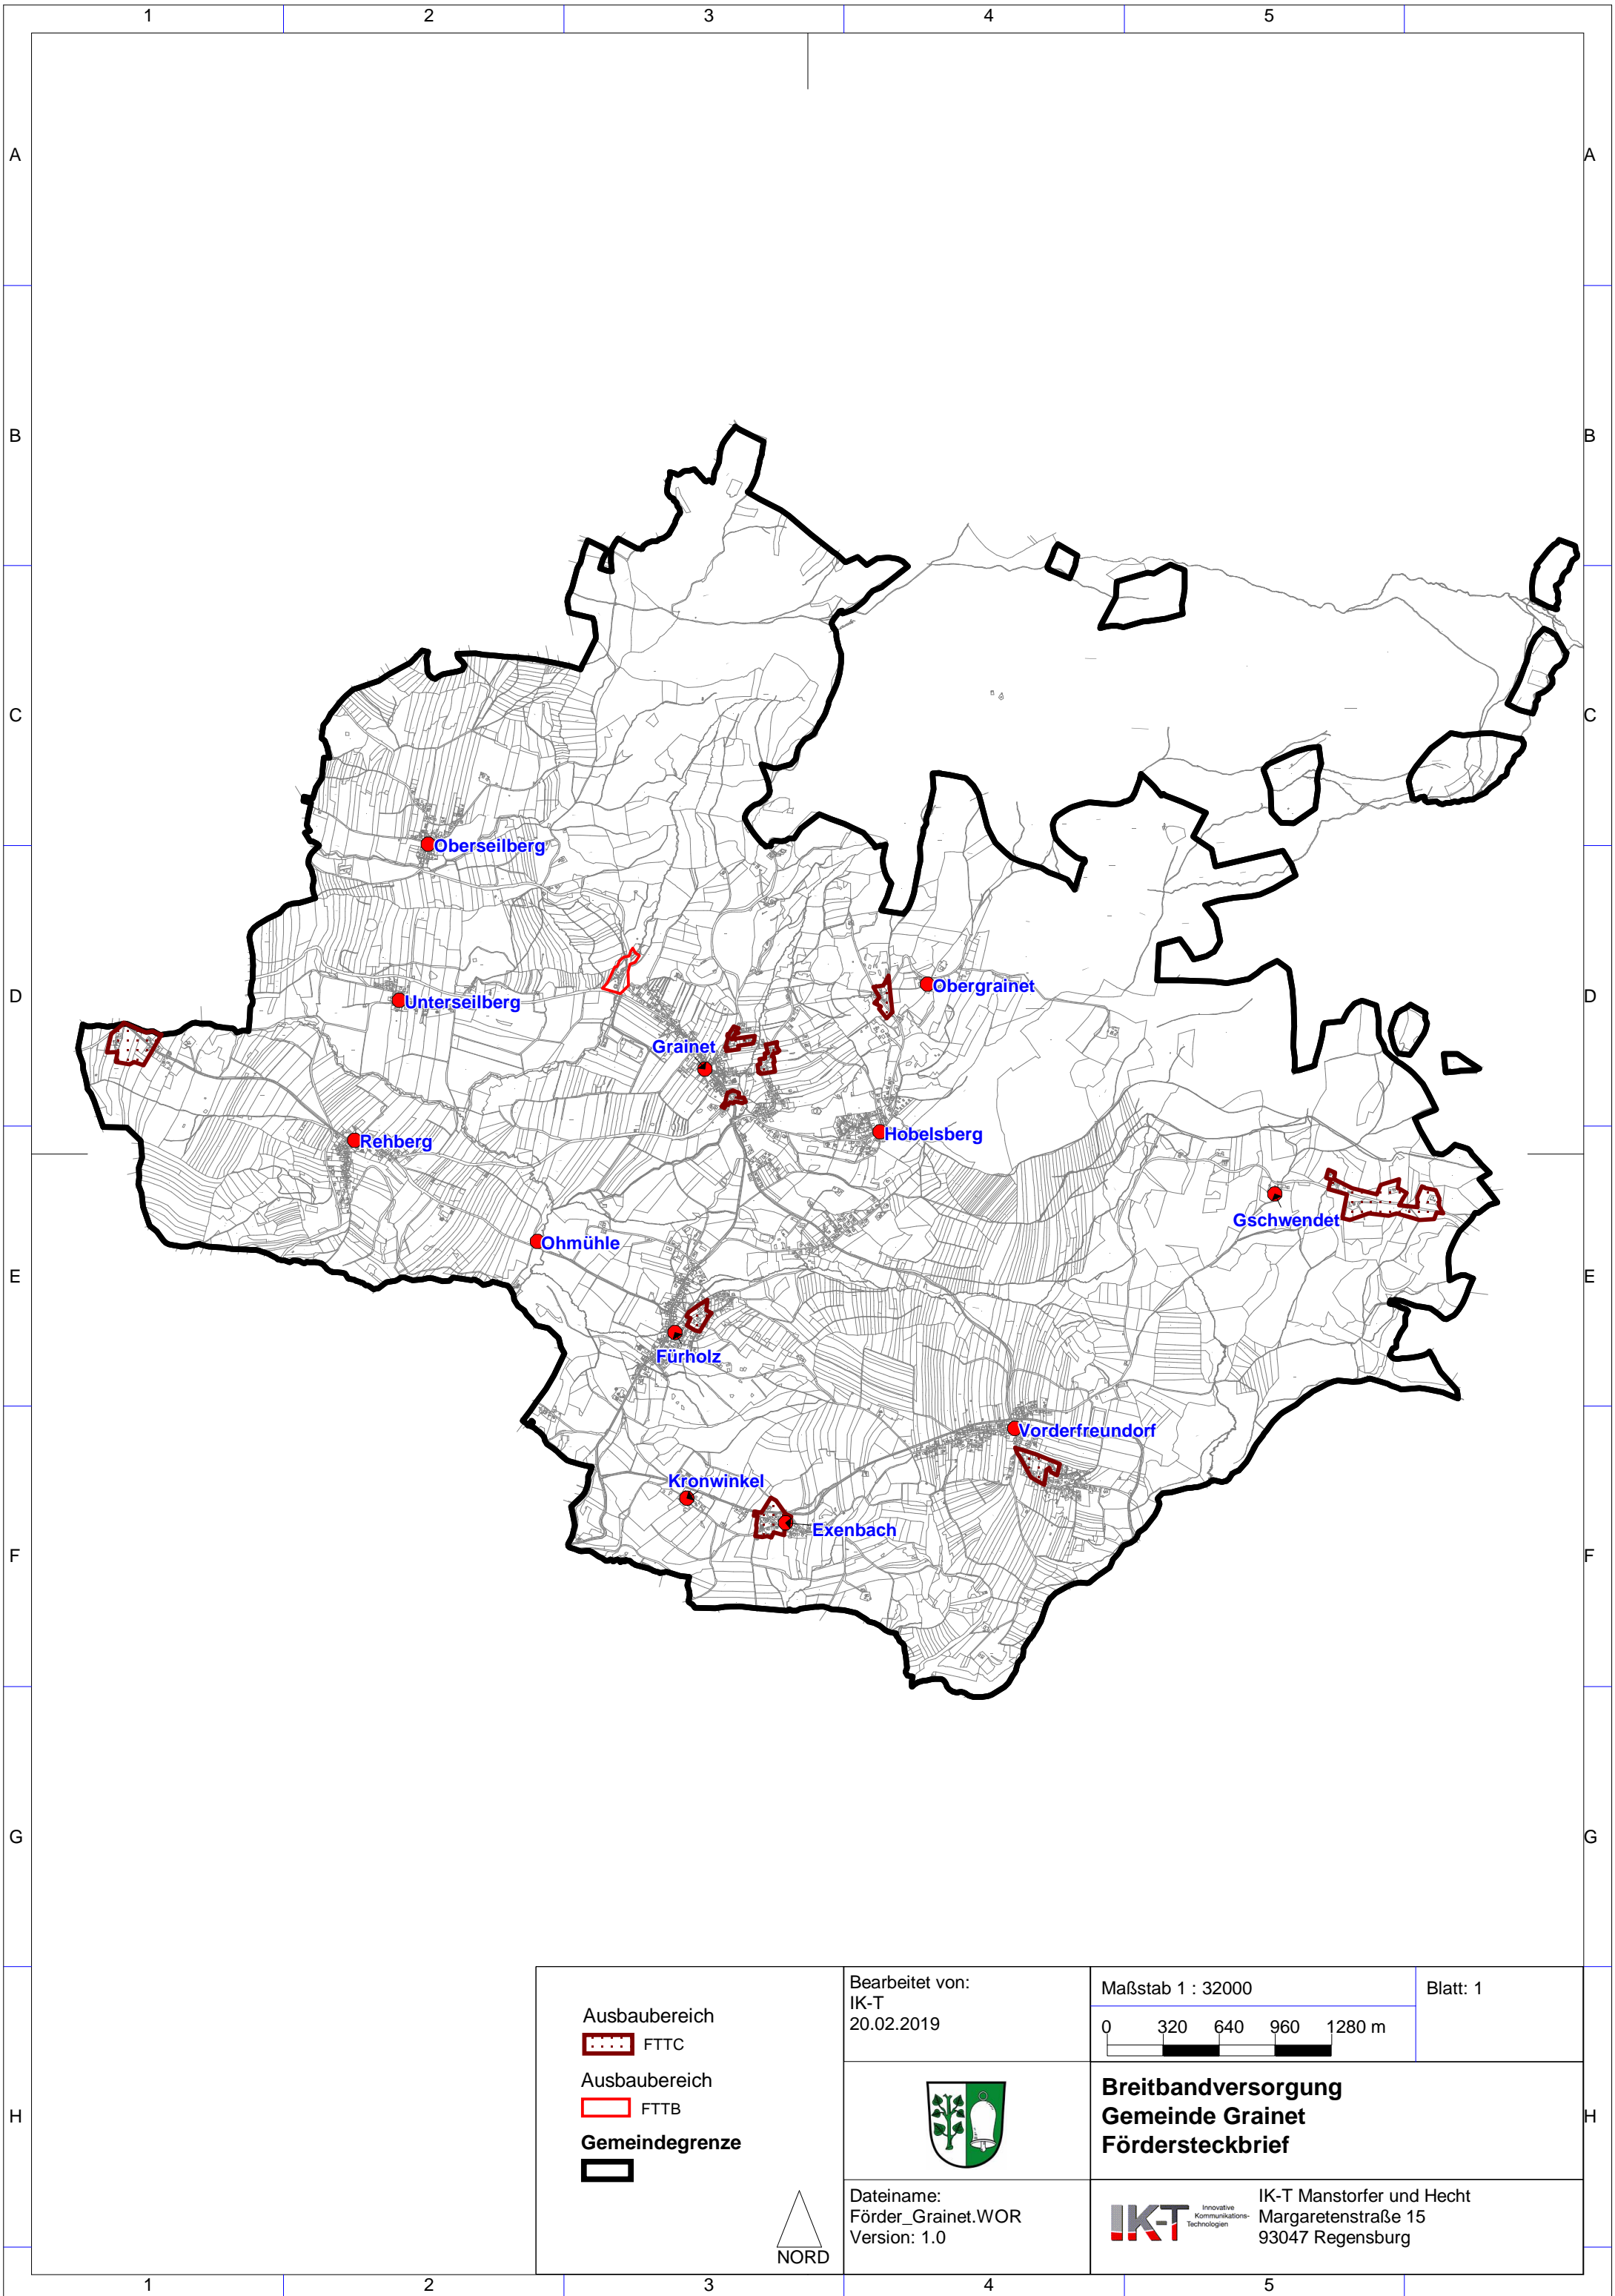 1 2 3 4 5
A A
B B
C C
Oberseilberg
D D
Unterseilberg
Obergrainet
Grainet
Hobelsberg
Rehberg
Gschwendet
Ohmühle
E E
Fürholz
Vorderfreundorf
Kronwinkel
Exenbach
F F
G G
H H
Ausbaubereich
FTTC
Ausbaubereich
FTTB
Gemeindegrenze
NORD
Bearbeitet von:
IK-T
20.02.2019
Maßstab 1 : 32000
Blatt: 1
0 320 640 960 1280 m
Breitbandversorgung
Gemeinde Grainet
Fördersteckbrief
Dateiname:
Förder_Grainet.WOR
Version: 1.0
IK-T
Innovative
Kommunikations-
Technologien
IK-T Manstorfer und Hecht
Margaretenstraße 15
93047 Regensburg
1 2 3 4 5